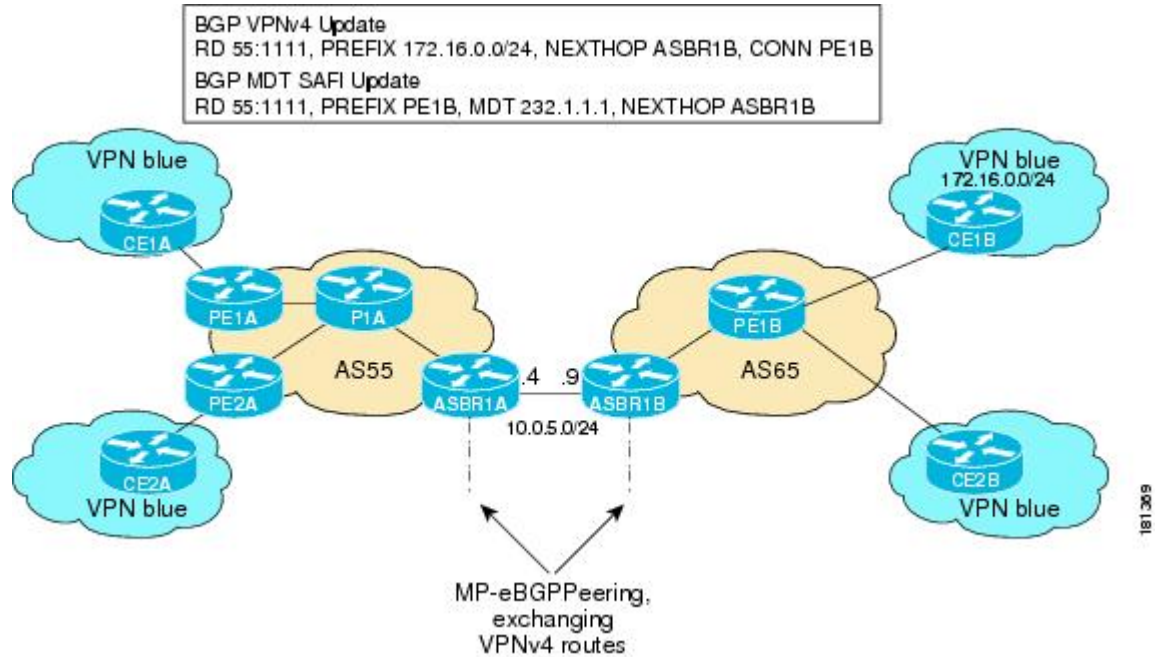 BGP VPNv4 Update
RD 55:1111, PREFIX 172.16.0.0/24, NEXTHOP ASBR1B, CONN PE1B
BGP MDT SAFI Update
RD 55:1111, PREFIX PE1B, MDT 232.1.1.1, NEXTHOP ASBR1B
VPN blue
CE1A
VPN blue
172.16.0.0/24
CE1B
PE1A
P1A
PE1B
AS55
AS65
PE2A
ASBR1A
.4
.9
ASBR1B
10.0.5.0/24
CE2A
VPN blue
CE2B
VPN blue
MP-eBGPPeering,
exchanging
VPNv4 routes
181369